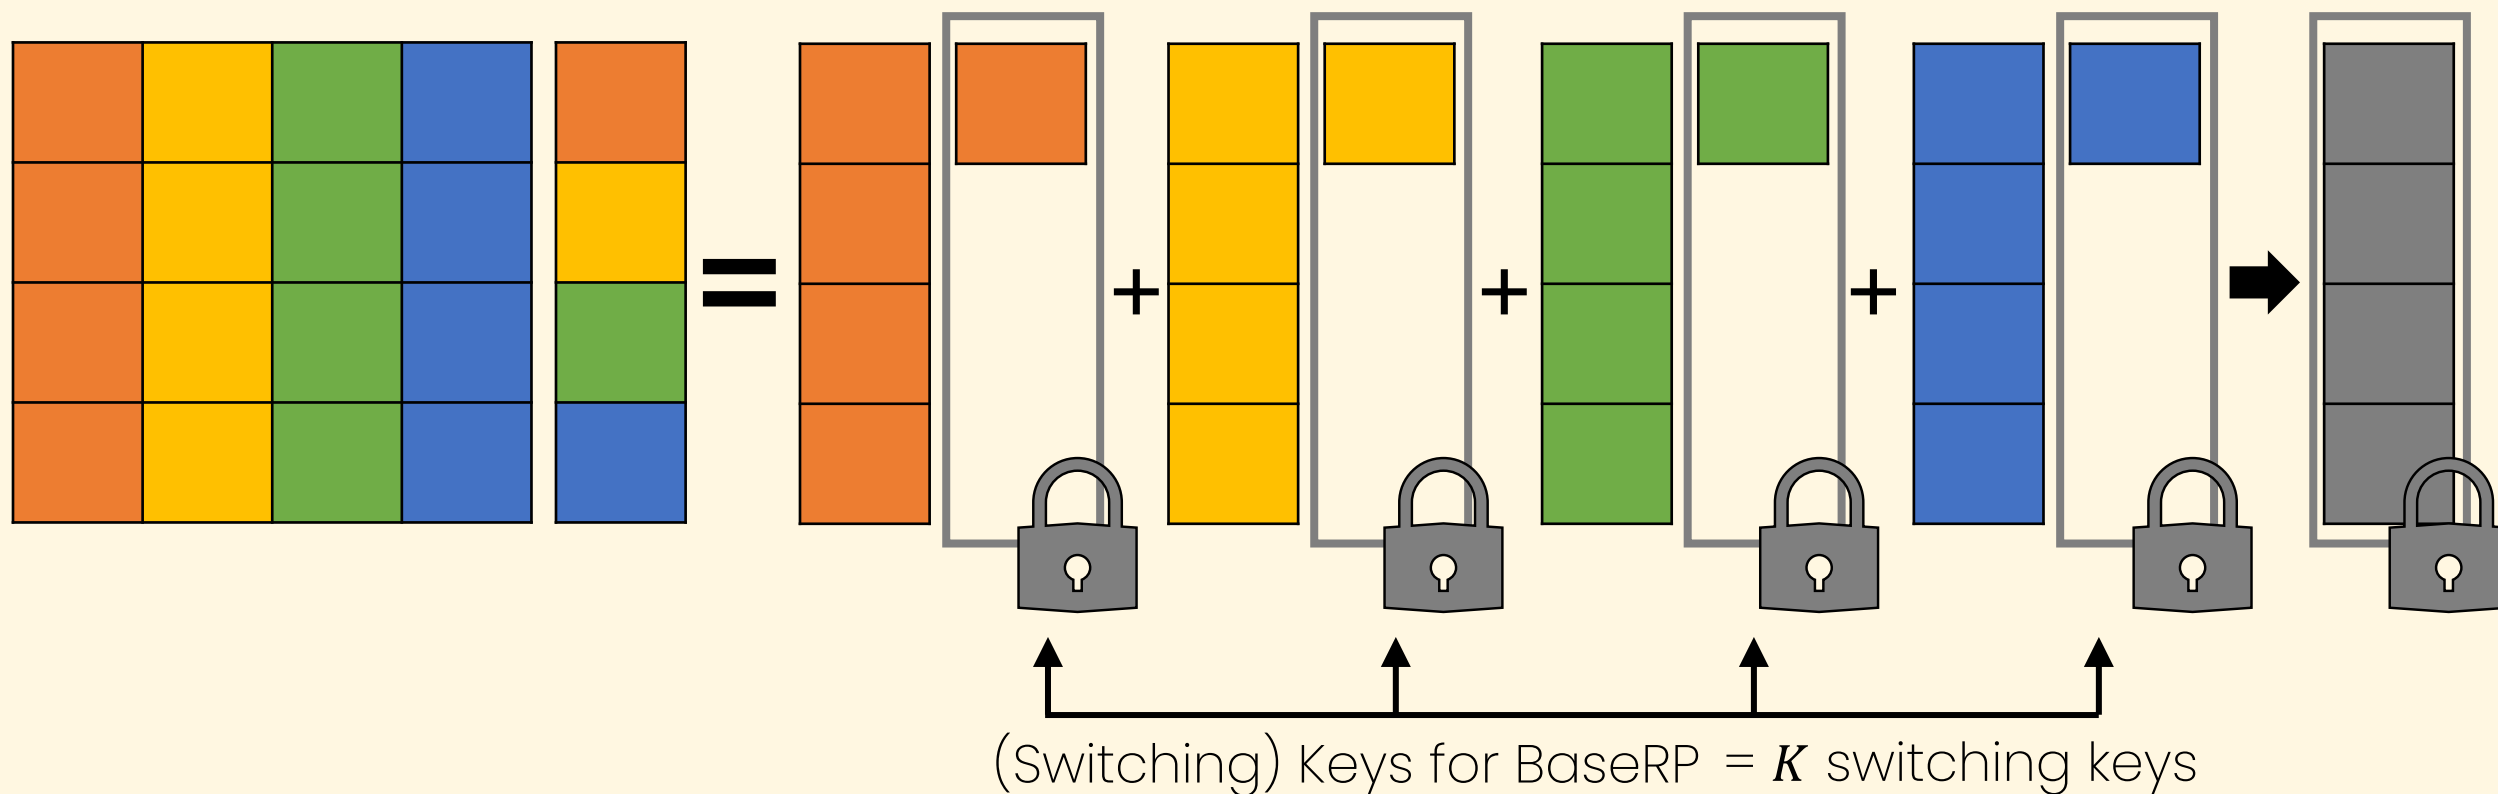 = + + +
(Switching) Keys for BaseRP = K switching keys